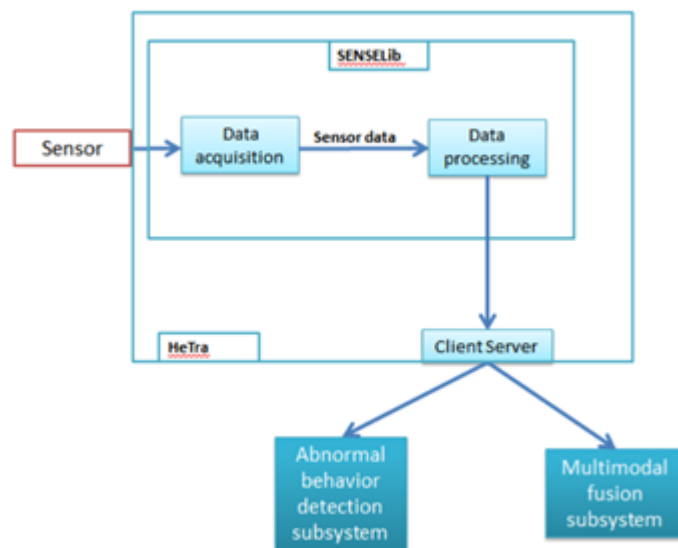 SENSELib
Sensor
Data
acquisition
Sensor data
Data
processing
HeTra
Client Server
Abnormal
behavior
detection
subsystem
Multimodal
fusion
subsystem